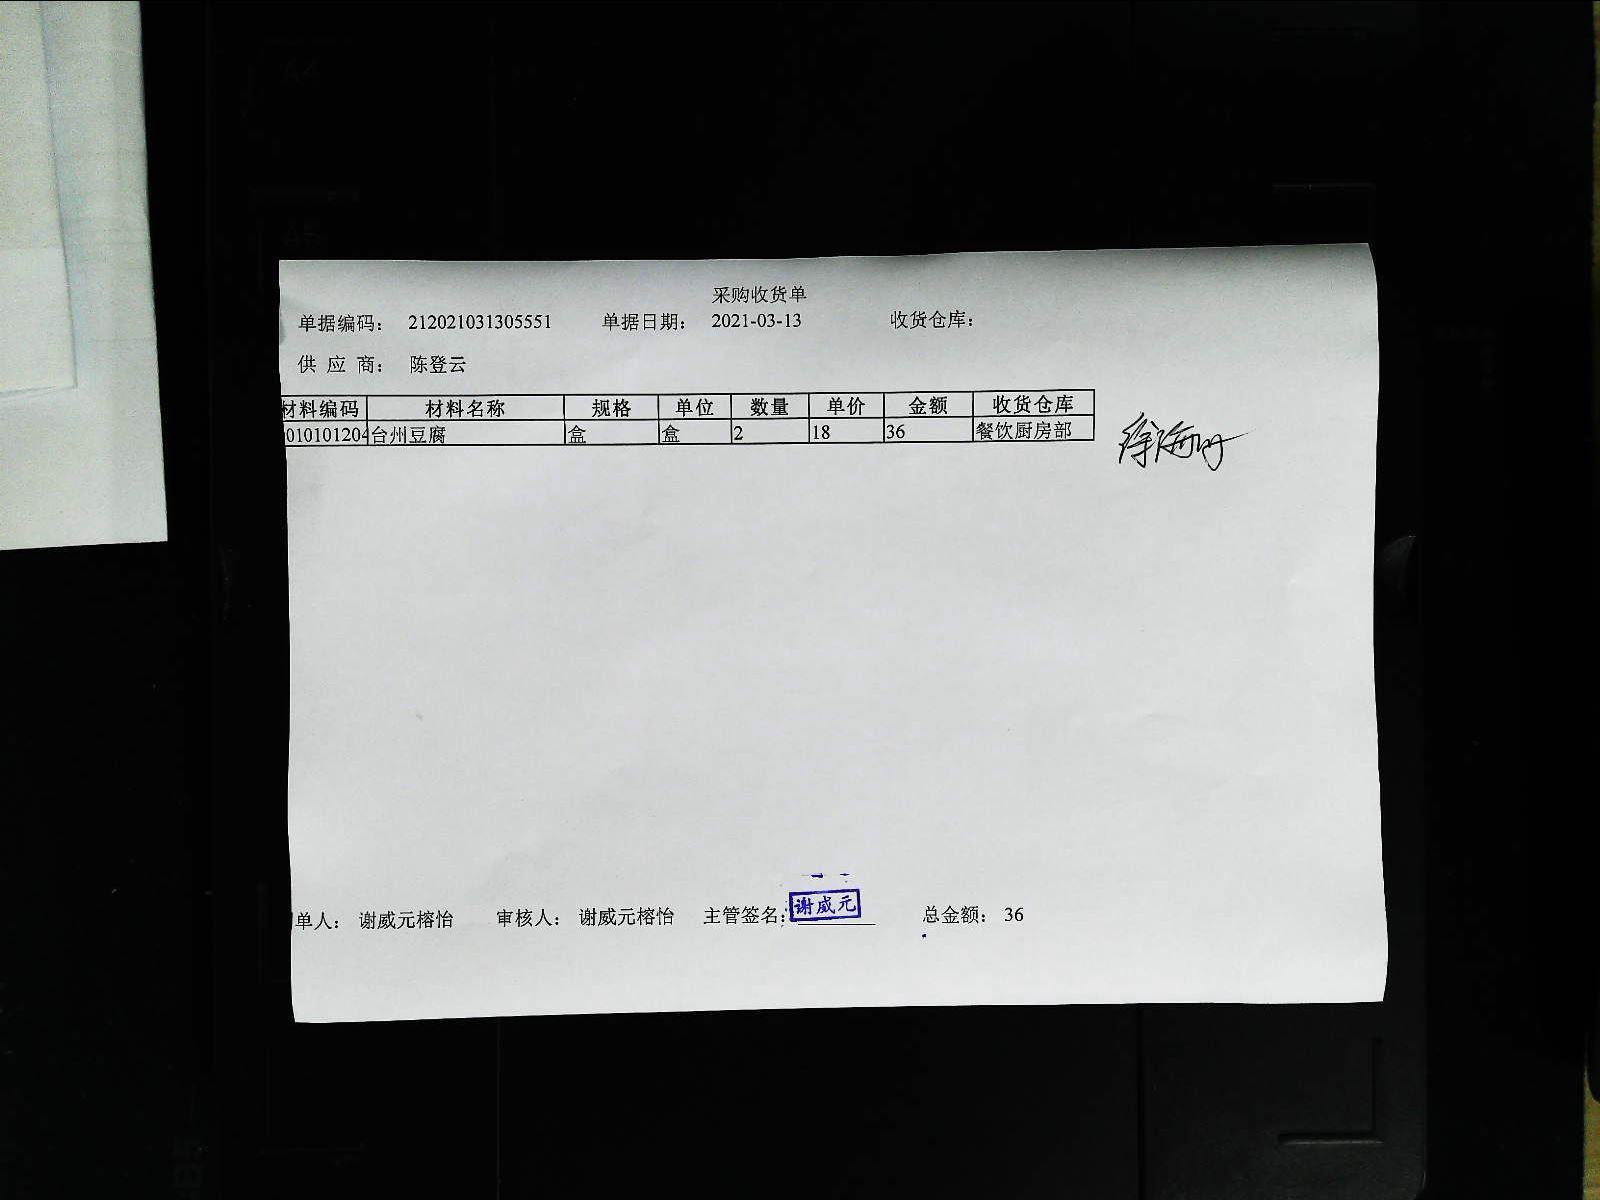 采购收货单
单据编码： 212021031305551 单据日期： 2021-03-13 收货仓库：
供 应 商： 陈登云
材料编码 材料名称 规格 单位 数量 单价 金额 收货仓库
010101204 台州豆腐 盒 盒 2 18 36 餐饮厨房部
单人： 谢威元榕怡 审核人： 谢威元榕怡 主管签名： 谢威元 总金额： 36